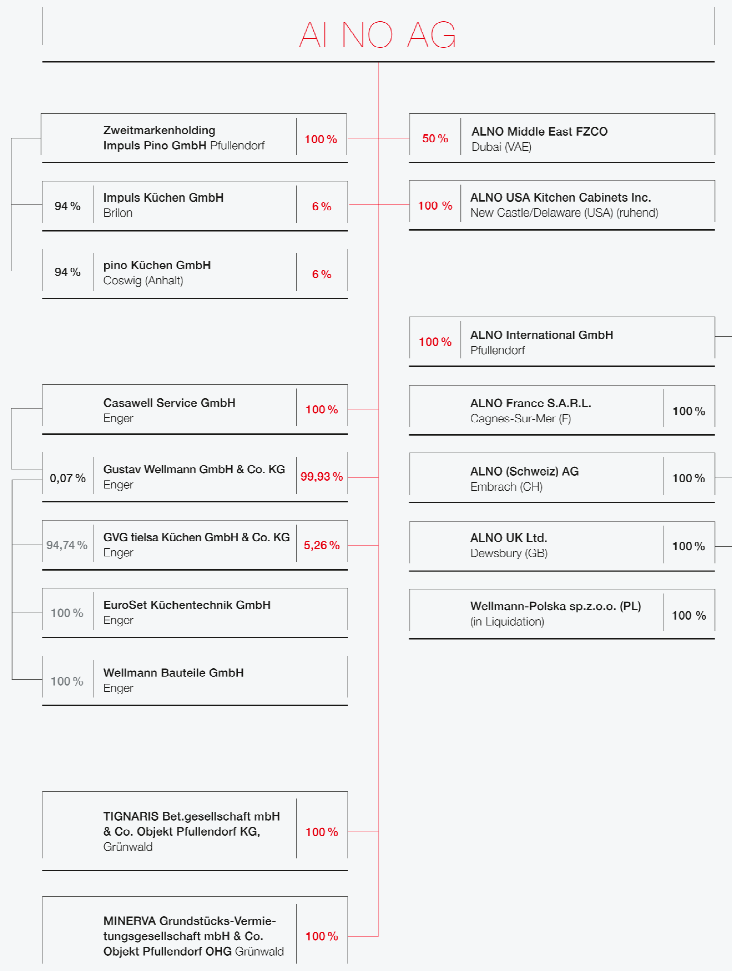 ALNO AG
Zweitmarkenholding
Impuls Pino GmbH Pfullendorf
100 %
94 %
Impuls Küchen GmbH
Brilon
6 %
94 %
pino Küchen GmbH
Coswig (Anhalt)
6 %
Casawell Service GmbH
Enger
100 %
0,07 %
Gustav Wellmann GmbH & Co. KG
Enger
99,93 %
94,74 %
GVG tielsa Küchen GmbH & Co. KG
Enger
5,26 %
100 %
EuroSet Küchentechnik GmbH
Enger
100 %
Wellmann Bauteile GmbH
Enger
TIGNARIS Bet.gesellschaft mbH
& Co. Objekt Pfullendorf KG,
Grünwald
100 %
MINERVA Grundstücks-Vermie-
tungsgesellschaft mbH & Co.
Objekt Pfullendorf OHG Grünwald
100 %
50 %
ALNO Middle East FZCO
Dubai (VAE)
100 %
ALNO USA Kitchen Cabinets Inc.
New Castle/Delaware (USA) (ruhend)
100 %
ALNO International GmbH
Pfullendorf
ALNO France S.A.R.L.
Cagnes-Sur-Mer (F)
100 %
ALNO (Schweiz) AG
Embrach (CH)
100 %
ALNO UK Ltd.
Dewsbury (GB)
100 %
Wellmann-Polska sp.z.o.o. (PL)
(in Liquidation)
100 %